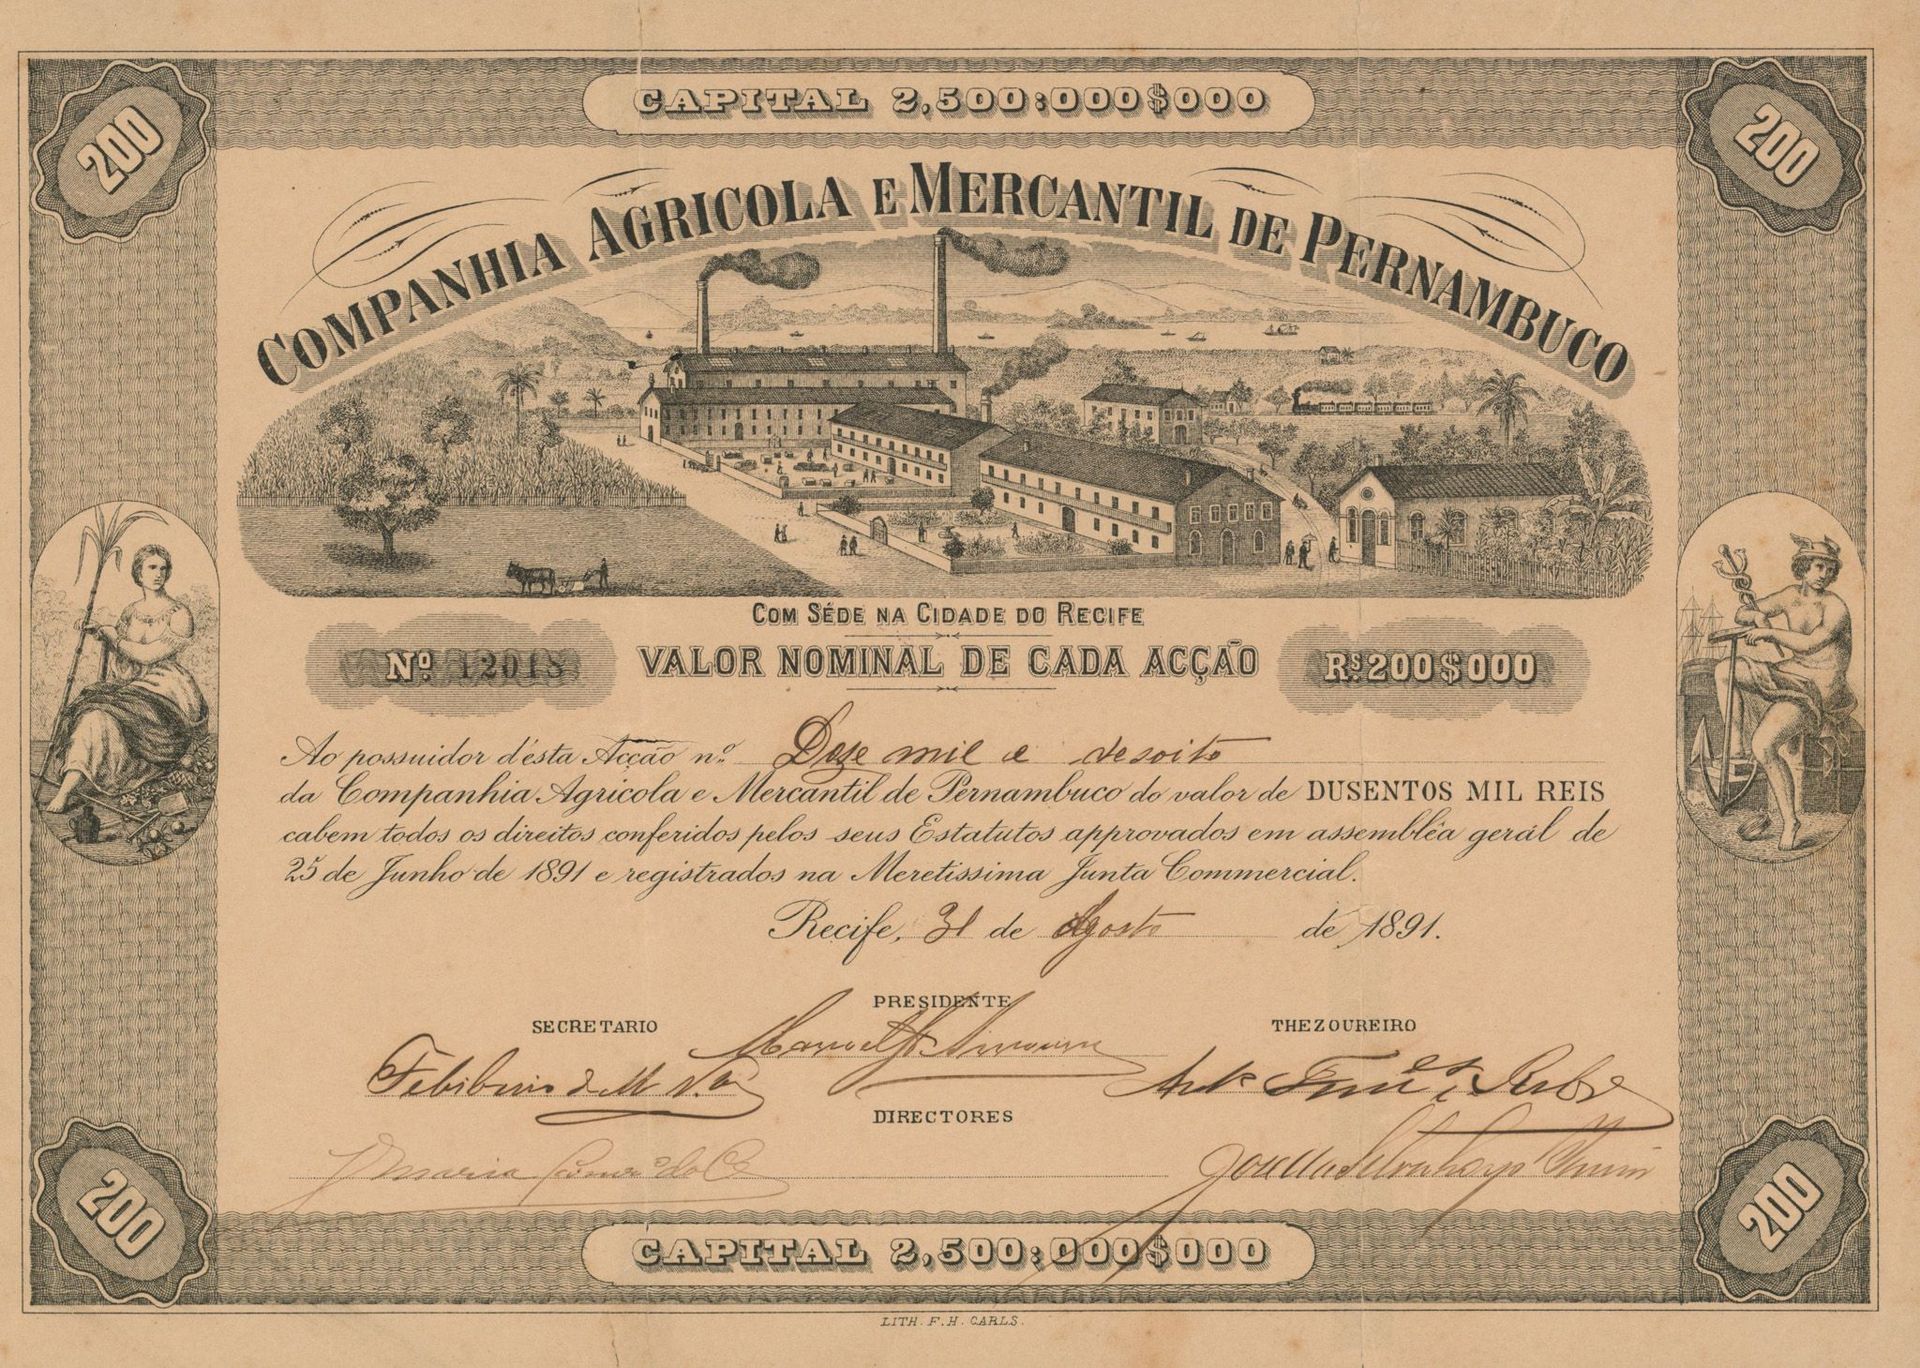 CAPITAL 2,500:000$000
200
200
COMPANHIA AGRICOLA E MERCANTIL DE PERNAMBUCO
COM SÉDE NA CIDADE DO RECIFE
Nº 12018 VALOR NOMINAL DE CADA ACÇÃO RS 200$000
Ao possuidor d'ésta Acção n.º Doze mil e desoito
da Companhia Agricola e Mercantil de Pernambuco do valor de DUSENTOS MIL REIS
cabem todos os direitos conferidos pelos seus Estatutos approvados em assembléa gerál de
25 de Junho de 1891 e registrados na Meretissima Junta Commercial.
Recife, 31 de Agosto de 1891.
PRESIDENTE
SECRETARIO THEZOUREIRO
DIRECTORES
200
200
CAPITAL 2,500:000$000
LITH. F. H. CARLS.